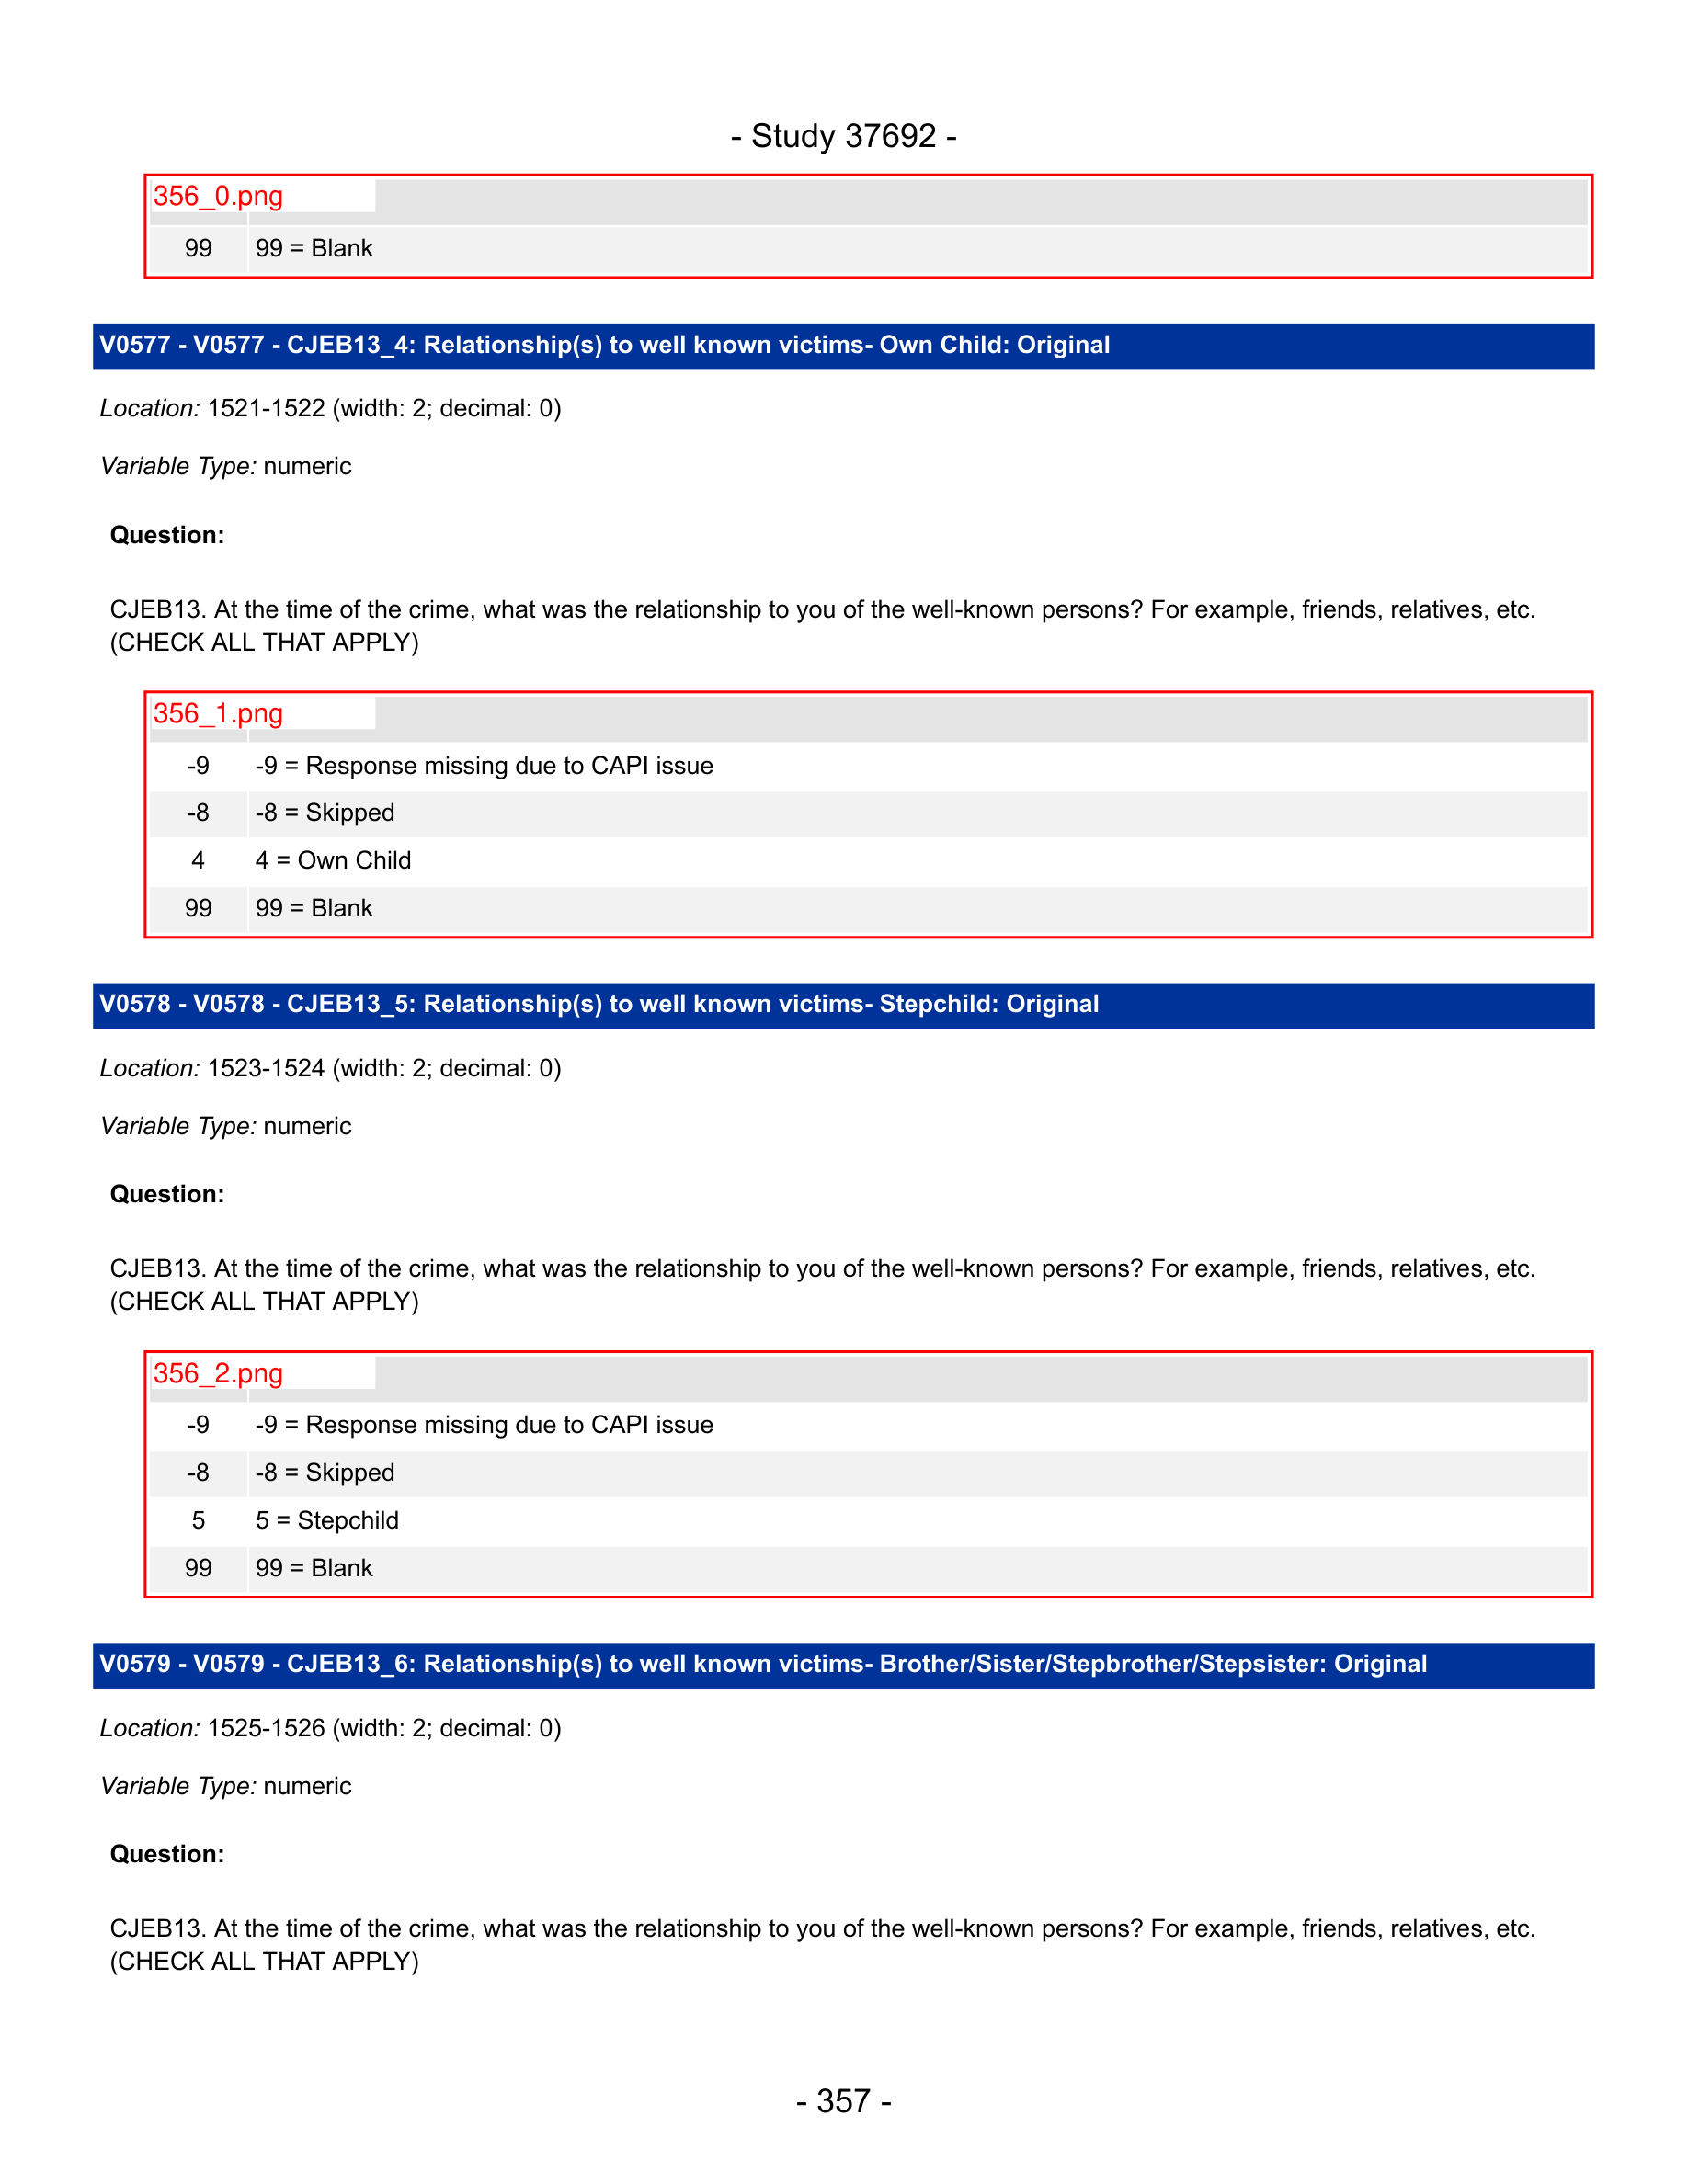 - Study 37692 -
356_0.png
99 99 = Blank
V0577 - V0577 - CJEB13_4: Relationship(s) to well known victims- Own Child: Original
Location: 1521-1522 (width: 2; decimal: 0)
Variable Type: numeric
Question:
CJEB13. At the time of the crime, what was the relationship to you of the well-known persons? For example, friends, relatives, etc.
(CHECK ALL THAT APPLY)
356_1.png
-9 -9 = Response missing due to CAPI issue
-8 -8 = Skipped
4 4 = Own Child
99 99 = Blank
V0578 - V0578 - CJEB13_5: Relationship(s) to well known victims- Stepchild: Original
Location: 1523-1524 (width: 2; decimal: 0)
Variable Type: numeric
Question:
CJEB13. At the time of the crime, what was the relationship to you of the well-known persons? For example, friends, relatives, etc.
(CHECK ALL THAT APPLY)
356_2.png
-9 -9 = Response missing due to CAPI issue
-8 -8 = Skipped
5 5 = Stepchild
99 99 = Blank
V0579 - V0579 - CJEB13_6: Relationship(s) to well known victims- Brother/Sister/Stepbrother/Stepsister: Original
Location: 1525-1526 (width: 2; decimal: 0)
Variable Type: numeric
Question:
CJEB13. At the time of the crime, what was the relationship to you of the well-known persons? For example, friends, relatives, etc.
(CHECK ALL THAT APPLY)
- 357 -